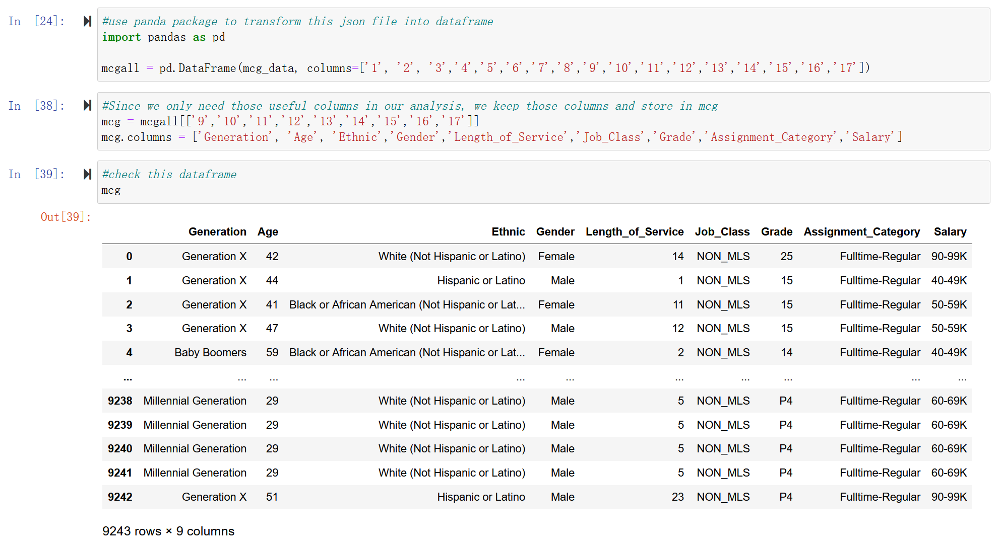 In [24]: #use panda package to transform this json file into dataframe
import pandas as pd
mcgall = pd.DataFrame(mcg_data, columns=['1', '2', '3','4','5','6','7','8','9','10','11','12','13','14','15','16','17'])
In [38]: #Since we only need those useful columns in our analysis, we keep those columns and store in mcg
mcg = mcgall[['9','10','11','12','13','14','15','16','17']]
mcg.columns = ['Generation', 'Age', 'Ethnic','Gender','Length_of_Service','Job_Class','Grade','Assignment_Category','Salary']
In [39]: #check this dataframe
mcg
Out[39]:
Generation Age Ethnic Gender Length_of_Service Job_Class Grade Assignment_Category Salary
0 Generation X 42 White (Not Hispanic or Latino) Female 14 NON_MLS 25 Fulltime-Regular 90-99K
1 Generation X 44 Hispanic or Latino Male 1 NON_MLS 15 Fulltime-Regular 40-49K
2 Generation X 41 Black or African American (Not Hispanic or Lat... Female 11 NON_MLS 15 Fulltime-Regular 50-59K
3 Generation X 47 White (Not Hispanic or Latino) Male 12 NON_MLS 15 Fulltime-Regular 50-59K
4 Baby Boomers 59 Black or African American (Not Hispanic or Lat... Female 2 NON_MLS 14 Fulltime-Regular 40-49K
... ... ... ... ... ... ... ... ... ...
9238 Millennial Generation 29 White (Not Hispanic or Latino) Male 5 NON_MLS P4 Fulltime-Regular 60-69K
9239 Millennial Generation 29 White (Not Hispanic or Latino) Male 5 NON_MLS P4 Fulltime-Regular 60-69K
9240 Millennial Generation 29 White (Not Hispanic or Latino) Male 5 NON_MLS P4 Fulltime-Regular 60-69K
9241 Millennial Generation 29 White (Not Hispanic or Latino) Male 5 NON_MLS P4 Fulltime-Regular 60-69K
9242 Generation X 51 Hispanic or Latino Male 23 NON_MLS P4 Fulltime-Regular 90-99K
9243 rows × 9 columns